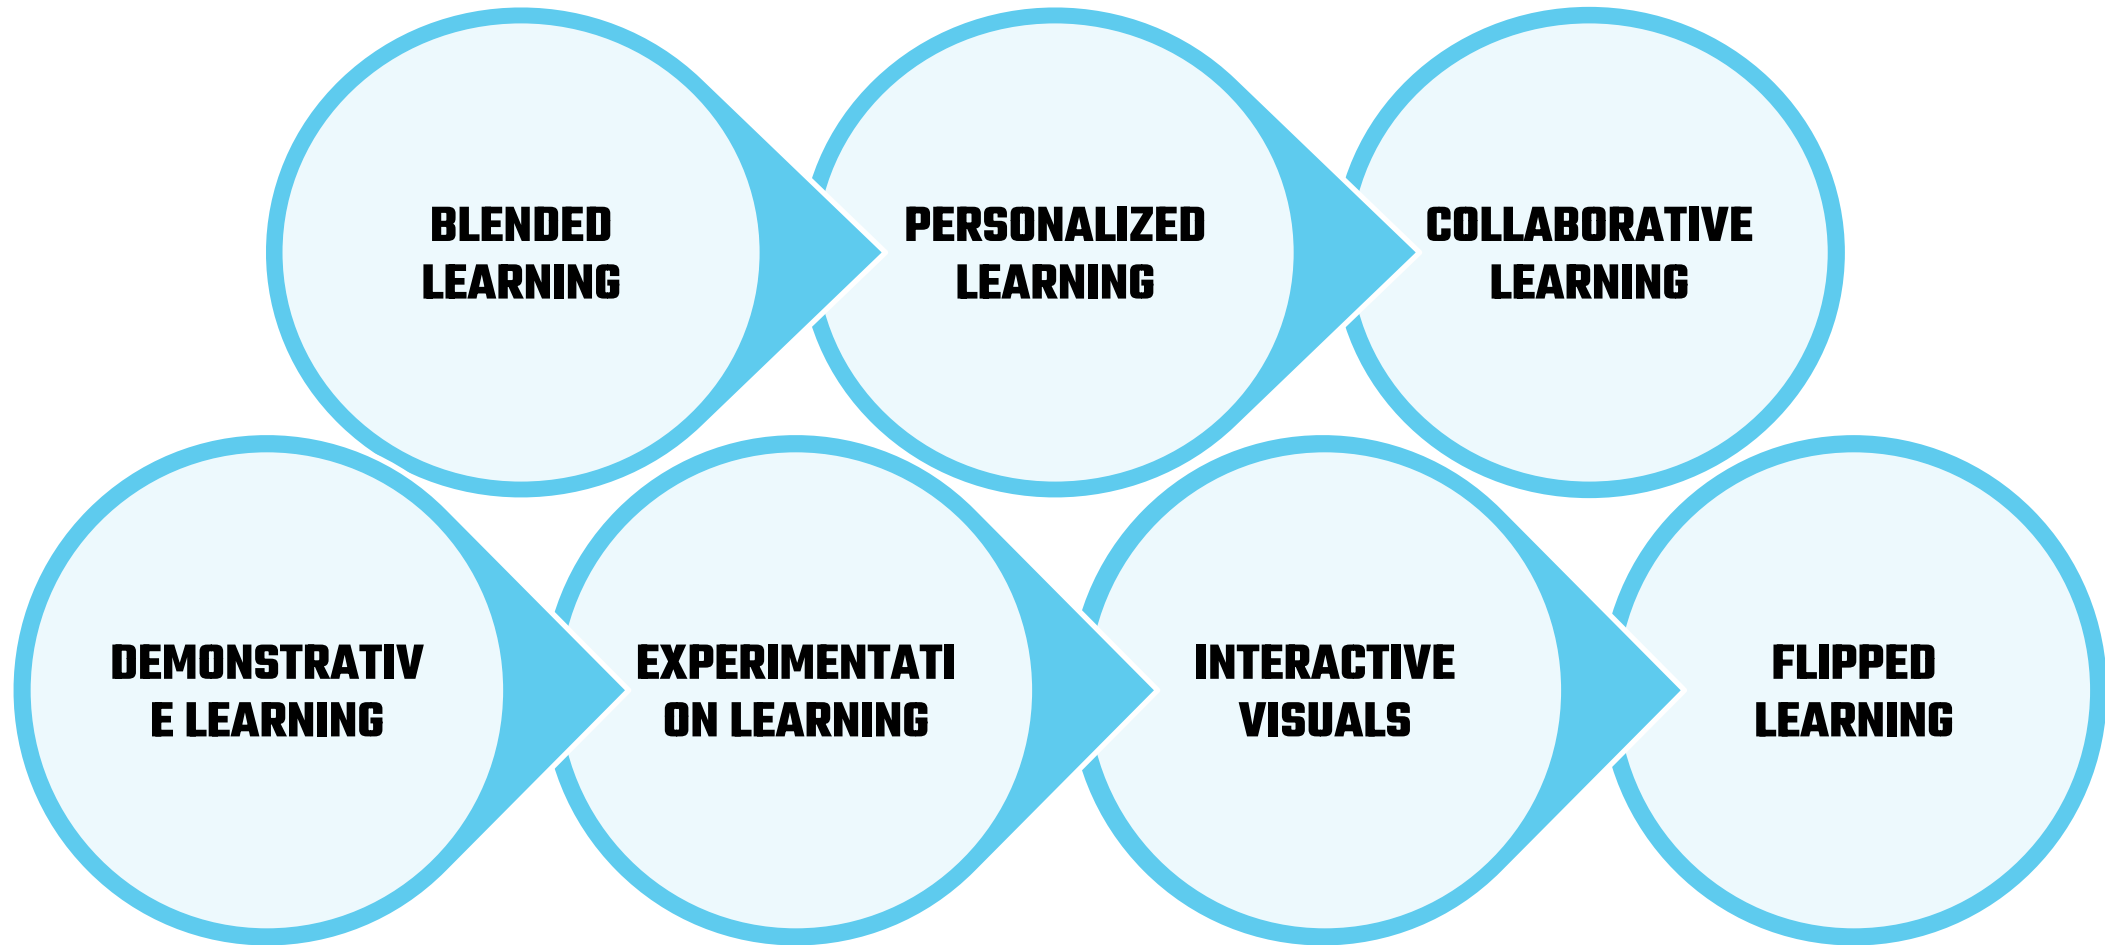 BLENDED
LEARNING
PERSONALIZED
LEARNING
COLLABORATIVE
LEARNING
DEMONSTRATIV
E LEARNING
EXPERIMENTATI
ON LEARNING
INTERACTIVE
VISUALS
FLIPPED
LEARNING